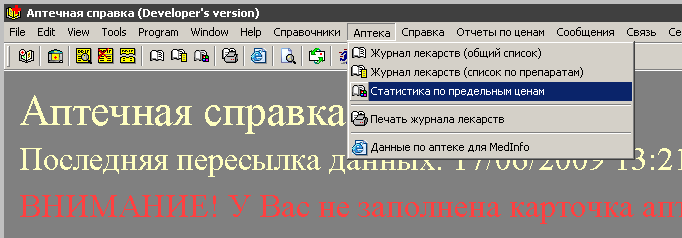 Аптечная справка (Developer's version)
File Edit View Tools Program Window Help Справочники Аптека Справка Отчеты по ценам Сообщения Связь
Журнал лекарств (общий список)
Журнал лекарств (список по препаратам)
Статистика по предельным ценам
Печать журнала лекарств
Данные по аптеке для MedInfo
Аптечная справка
Последняя пересылка данных: 17/06/2009 13:21
ВНИМАНИЕ! У Вас не заполнена карточка